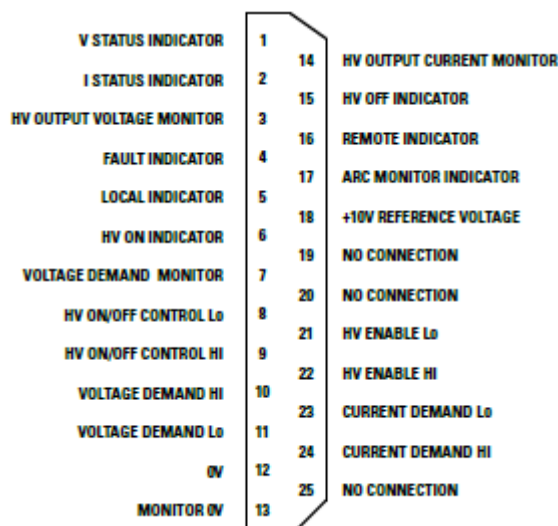 V STATUS INDICATOR 1
14 HV OUTPUT CURRENT MONITOR
I STATUS INDICATOR 2
15 HV OFF INDICATOR
HV OUTPUT VOLTAGE MONITOR 3
16 REMOTE INDICATOR
FAULT INDICATOR 4
17 ARC MONITOR INDICATOR
LOCAL INDICATOR 5
18 +10V REFERENCE VOLTAGE
HV ON INDICATOR 6
19 NO CONNECTION
VOLTAGE DEMAND MONITOR 7
20 NO CONNECTION
HV ON/OFF CONTROL Lo 8
21 HV ENABLE Lo
HV ON/OFF CONTROL HI 9
22 HV ENABLE HI
VOLTAGE DEMAND HI 10
23 CURRENT DEMAND Lo
VOLTAGE DEMAND Lo 11
24 CURRENT DEMAND HI
0V 12
25 NO CONNECTION
MONITOR 0V 13